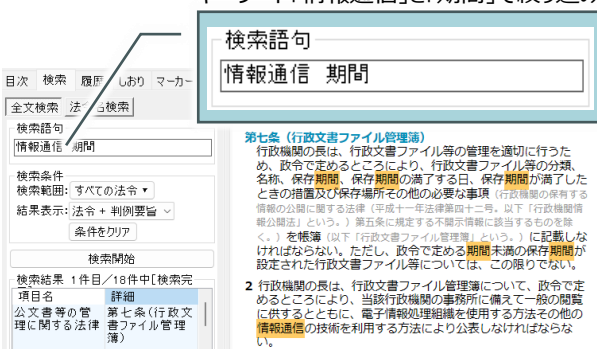 検索語句
情報通信 期間
目次 検索 履歴 しおり マーカー
全文検索
検索語句
情報通信 期間
検索条件
検索範囲: すべての法令
結果表示: 法令 + 判例要旨
条件をクリア
検索開始
検索結果 1件目/18件中[検索完
項目名 詳細
公文書等の管理に関する法律
第七条(行政文書ファイル管理簿)
第七条(行政文書ファイル管理簿)
行政機関の長は、行政文書ファイル等の管理を適切に行うた
め、政令で定めるところにより、行政文書ファイル等の分類、
名称、保存期間、保存期間の満了する日、保存期間が満了した
ときの措置及び保存場所その他の必要な事項(行政機関の保有する
情報の公開に関する法律(平成十一年法律第四十二号。以下「行政機関情
報公開法」という。)第五条に規定する不開示情報に該当するものを除
く。)を帳簿(以下「行政文書ファイル管理簿」という。)に記載しな
ければならない。ただし、政令で定める期間未満の保存期間が
設定された行政文書ファイル等については、この限りでない。
2 行政機関の長は、行政文書ファイル管理簿について、政令で定
めるところにより、当該行政機関の事務所に備えて一般の閲覧
に供するとともに、電子情報処理組織を使用する方法その他の
情報通信の技術を利用する方法により公表しなければならな
い。